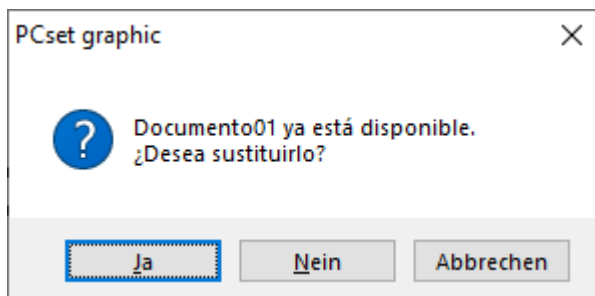 PCset graphic
Documento01 ya está disponible.
¿Desea sustituirlo?
Ja
Nein
Abbrechen